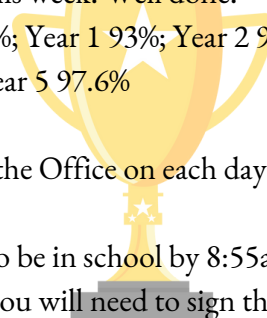 week. Well done.
%; Year 1 93%; Year 2 9
ear 5 97.6%
the Office on each day
o be in school by 8:55a
ou will need to sign th